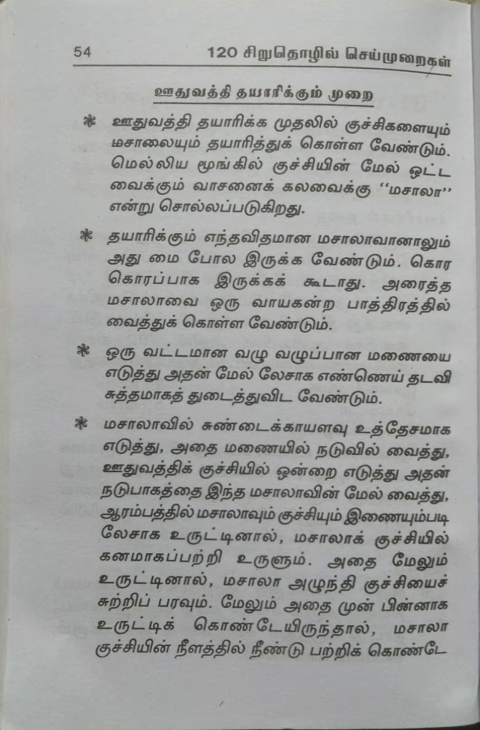 54 120 சிறுதொழில் செய்முறைகள்
ஊதுவத்தி தயாரிக்கும் முறை
❃ ஊதுவத்தி தயாரிக்க முதலில் குச்சிகளையும்
மசாலையும் தயாரித்துக் கொள்ள வேண்டும்.
மெல்லிய மூங்கில் குச்சியின் மேல் ஒட்ட
வைக்கும் வாசனைக் கலவைக்கு "மசாலா"
என்று சொல்லப்படுகிறது.
❃ தயாரிக்கும் எந்தவிதமான மசாலாவானாலும்
அது மை போல இருக்க வேண்டும். கொர
கொரப்பாக இருக்கக் கூடாது. அரைத்த
மசாலாவை ஒரு வாயகன்ற பாத்திரத்தில்
வைத்துக் கொள்ள வேண்டும்.
❃ ஒரு வட்டமான வழு வழுப்பான மணையை
எடுத்து அதன் மேல் லேசாக எண்ணெய் தடவி
சுத்தமாகத் துடைத்துவிட வேண்டும்.
❃ மசாலாவில் சுண்டைக்காயளவு உத்தேசமாக
எடுத்து, அதை மணையில் நடுவில் வைத்து,
ஊதுவத்திக் குச்சியில் ஒன்றை எடுத்து அதன்
நடுபாகத்தை இந்த மசாலாவின் மேல் வைத்து,
ஆரம்பத்தில் மசாலாவும் குச்சியும் இணையும்படி
லேசாக உருட்டினால், மசாலாக் குச்சியில்
கனமாகப்பற்றி உருளும். அதை மேலும்
உருட்டினால், மசாலா அழுந்தி குச்சியைச்
சுற்றிப் பரவும். மேலும் அதை முன் பின்னாக
உருட்டிக் கொண்டேயிருந்தால், மசாலா
குச்சியின் நீளத்தில் நீண்டு பற்றிக் கொண்டே